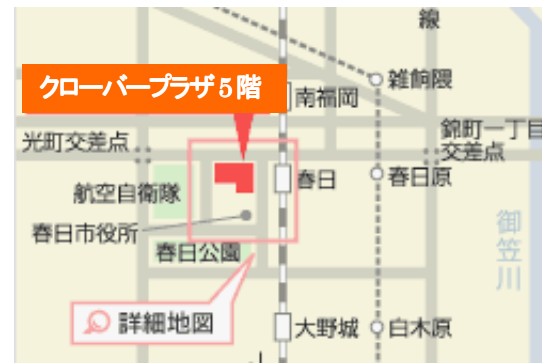 線
クローバープラザ5階
雑餉隈
南福岡
光町交差点
錦町一丁目
交差点
春日
春日原
航空自衛隊
春日市役所
春日公園
御笠川
詳細地図
大野城
白木原